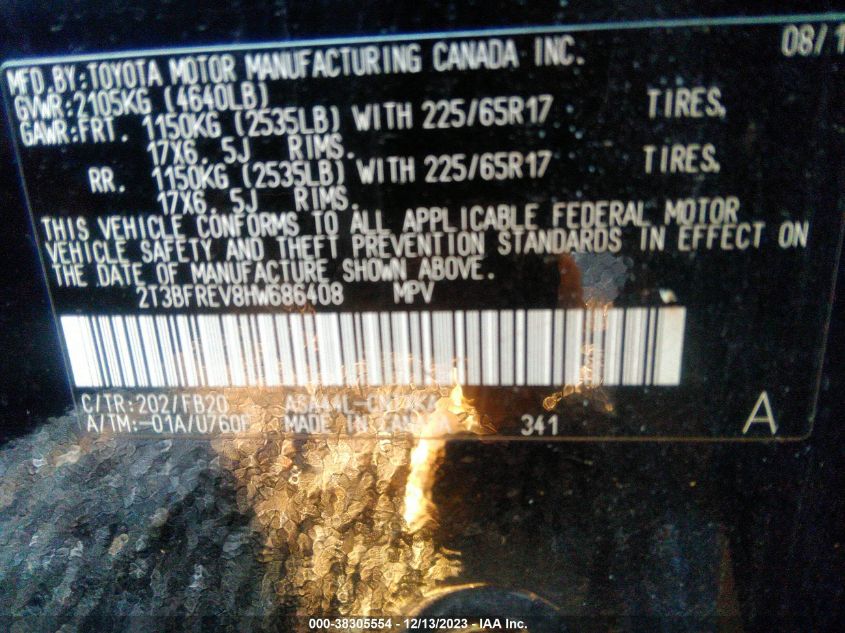 08/1
MFD.BY:TOYOTA MOTOR MANUFACTURING CANADA INC.
GVWR:2105KG (4640LB)
GAWR:FRT. 1150KG (2535LB) WITH 225/65R17 TIRES,
17X6.5J RIMS.
RR. 1150KG (2535LB) WITH 225/65R17 TIRES,
17X6.5J RIMS.
THIS VEHICLE CONFORMS TO ALL APPLICABLE FEDERAL MOTOR
VEHICLE SAFETY AND THEFT PREVENTION STANDARDS IN EFFECT ON
THE DATE OF MANUFACTURE SHOWN ABOVE.
2T3BFREV8HW686408 MPV
C/TR:202/FB20
A/TM:-01A/U760F MADE IN CANADA 341 A
000-38305554 - 12/13/2023 - IAA Inc.